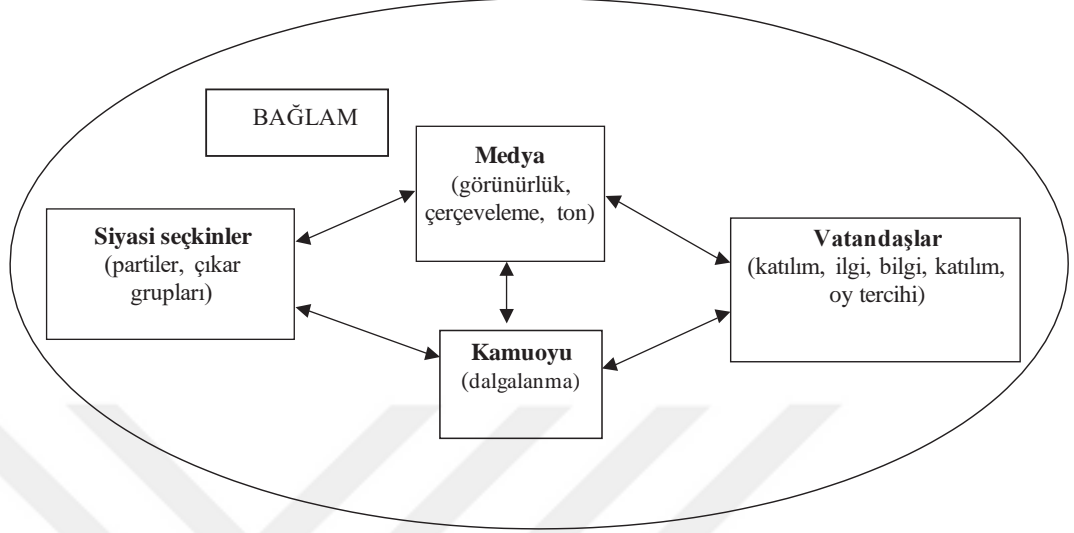 BAĞLAM
Medya
(görünürlük,
çerçeveleme, ton)
Siyasi seçkinler
(partiler, çıkar
grupları)
Vatandaşlar
(katılım, ilgi, bilgi, katılım,
oy tercihi)
Kamuoyu
(dalgalanma)